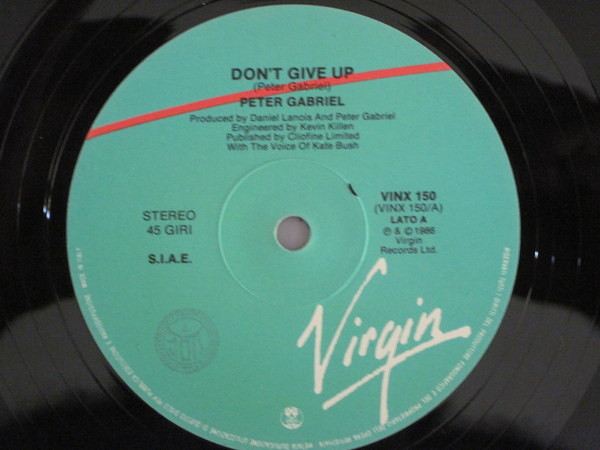 DON'T GIVE UP
(Peter Gabriel)
PETER GABRIEL
Produced by Daniel Lanois And Peter Gabriel
Engineered by Kevin Killen
Published by Cliofine Limited
With The Voice Of Kate Bush
STEREO
45 GIRI
S.I.A.E.
VINX 150
(VINX 150/A)
LATO A
℗ & © 1986
Virgin
Records Ltd.
Virgin